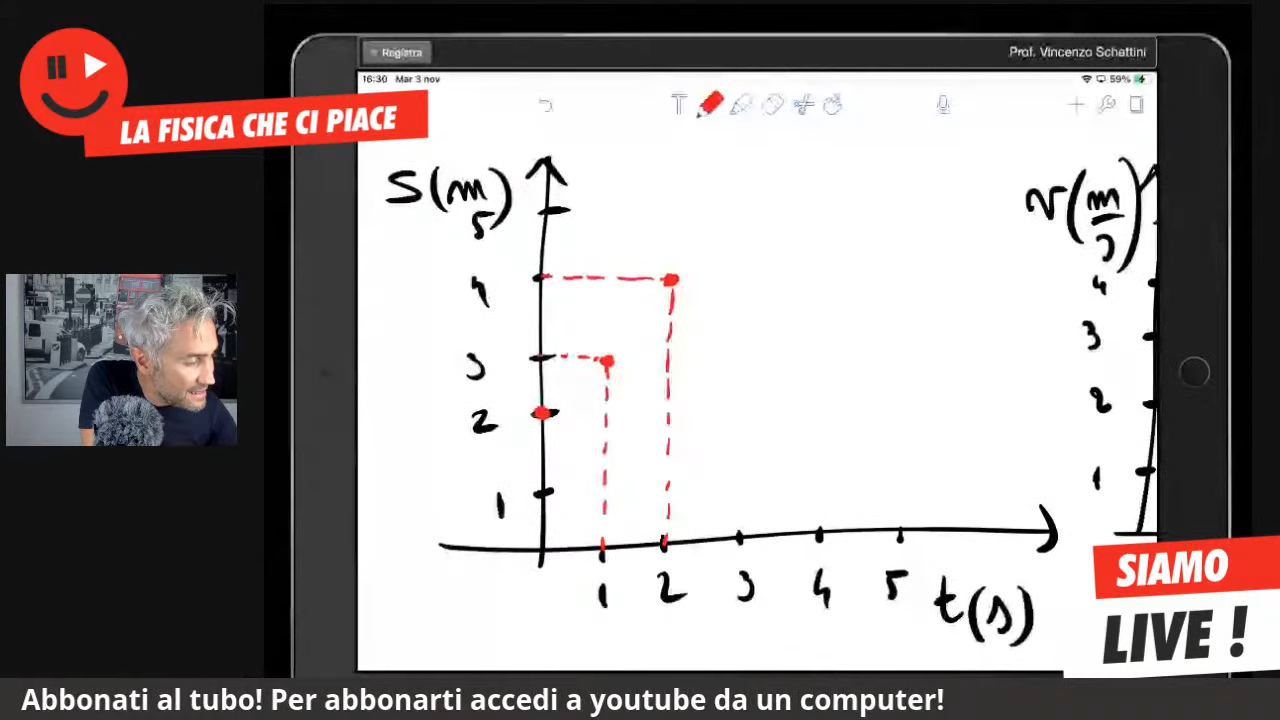 Registra
Prof. Vincenzo Schettini
16:30 Mar 3 nov
59%
LA FISICA CHE CI PIACE
S(m)
5
4
3
2
1
1 2 3 4 5 t(s)
v(m/s)
4
3
2
1
SIAMO
LIVE !
Abbonati al tubo! Per abbonarti accedi a youtube da un computer!